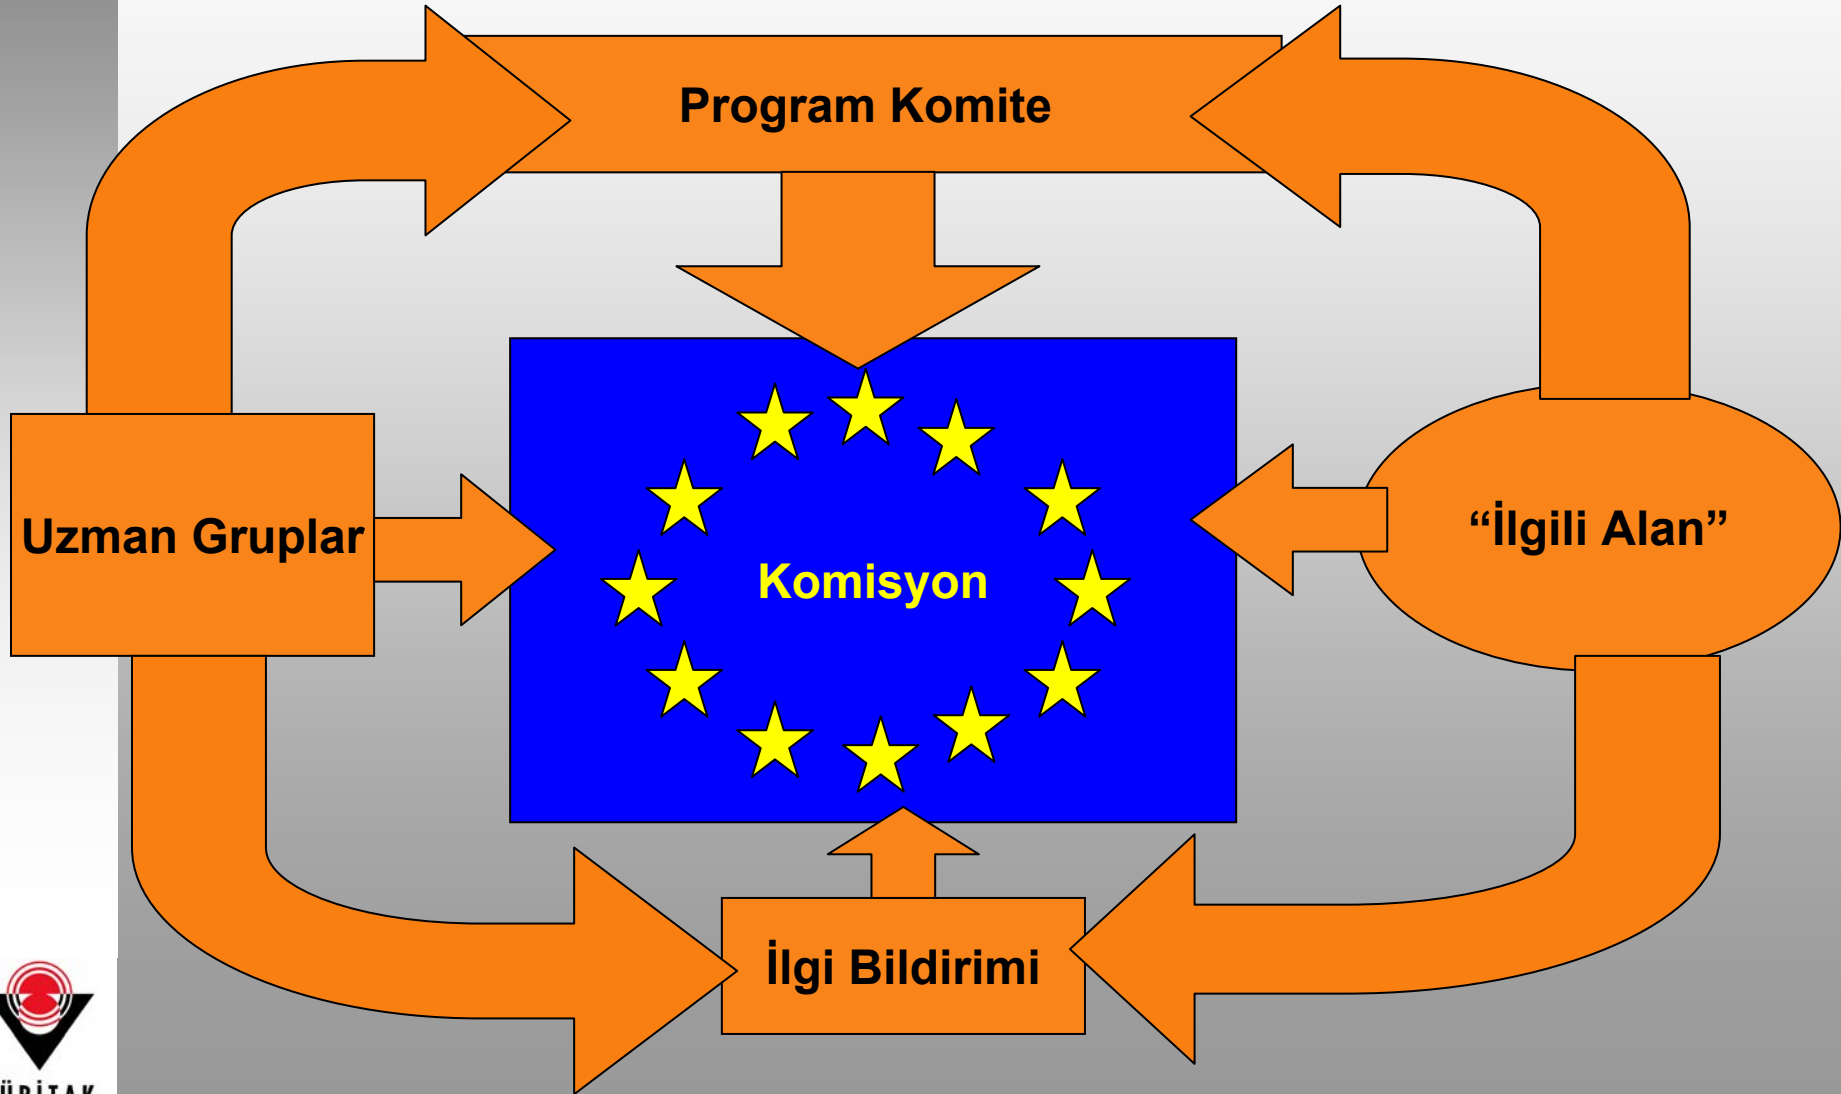 Program Komite
Uzman Gruplar
“İlgili Alan”
Komisyon
İlgi Bildirimi